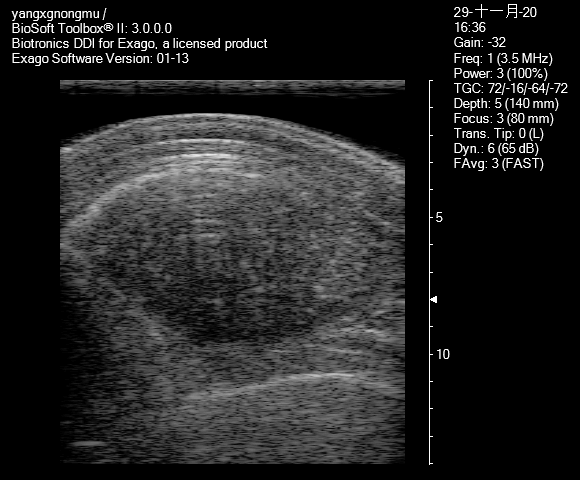 yangxgnongmu /
BioSoft Toolbox® II: 3.0.0.0
Biotronics DDI for Exago, a licensed product
Exago Software Version: 01-13
29-十一月-20
16:36
Gain: -32
Freq: 1 (3.5 MHz)
Power: 3 (100%)
TGC: 72/-16/-64/-72
Depth: 5 (140 mm)
Focus: 3 (80 mm)
Trans. Tip: 0 (L)
Dyn.: 6 (65 dB)
FAvg: 3 (FAST)
5
10